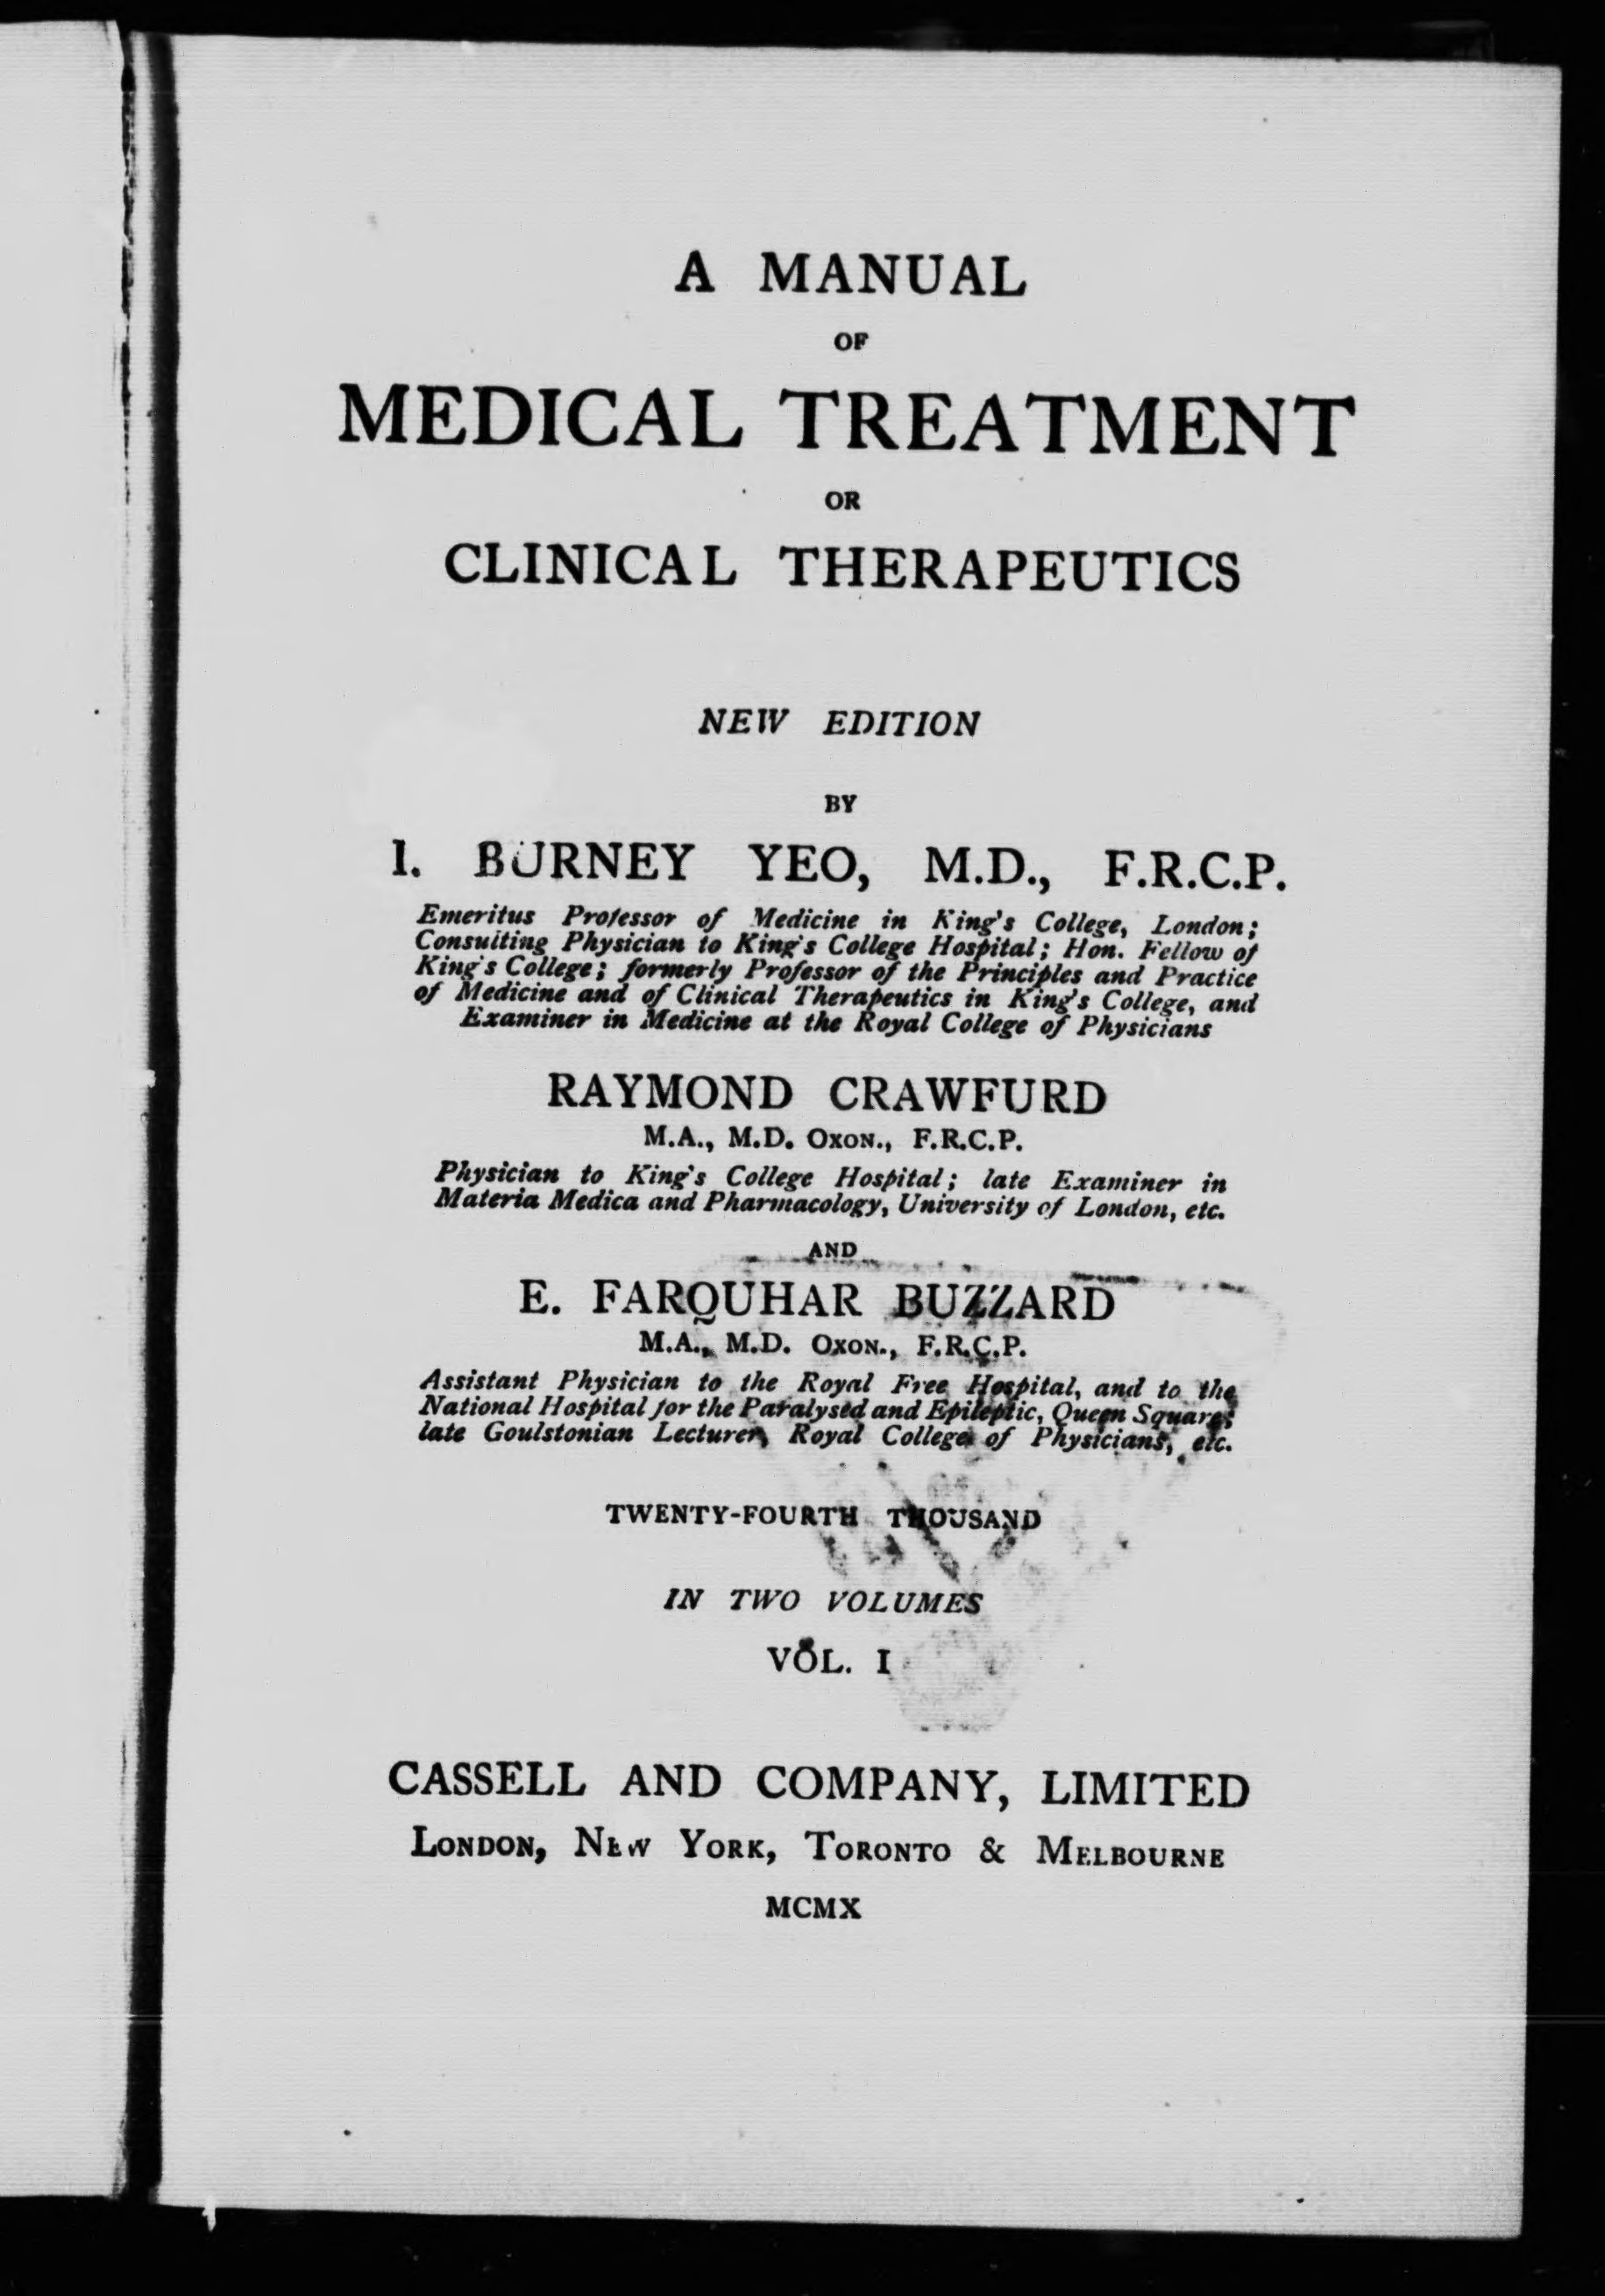 A MANUAL
OF
MEDICAL TREATMENT
OR
CLINICAL THERAPEUTICS
NEW EDITION
BY
I. BURNEY YEO, M.D., F.R.C.P.
Emeritus Professor of Medicine in King's College, London;
Consulting Physician to King's College Hospital; Hon. Fellow of
King's College; formerly Professor of the Principles and Practice
of Medicine and of Clinical Therapeutics in King's College, and
Examiner in Medicine at the Royal College of Physicians
RAYMOND CRAWFURD
M.A., M.D. OXON., F.R.C.P.
Physician to King's College Hospital; late Examiner in
Materia Medica and Pharmacology, University of London, etc.
AND
E. FARQUHAR BUZZARD
M.A., M.D. OXON., F.R.C.P.
Assistant Physician to the Royal Free Hospital, and to the
National Hospital for the Paralysed and Epileptic, Queen Square;
late Goulstonian Lecturer, Royal College of Physicians, etc.
TWENTY-FOURTH THOUSAND
IN TWO VOLUMES
VOL. I
CASSELL AND COMPANY, LIMITED
LONDON, NEW YORK, TORONTO & MELBOURNE
MCMX